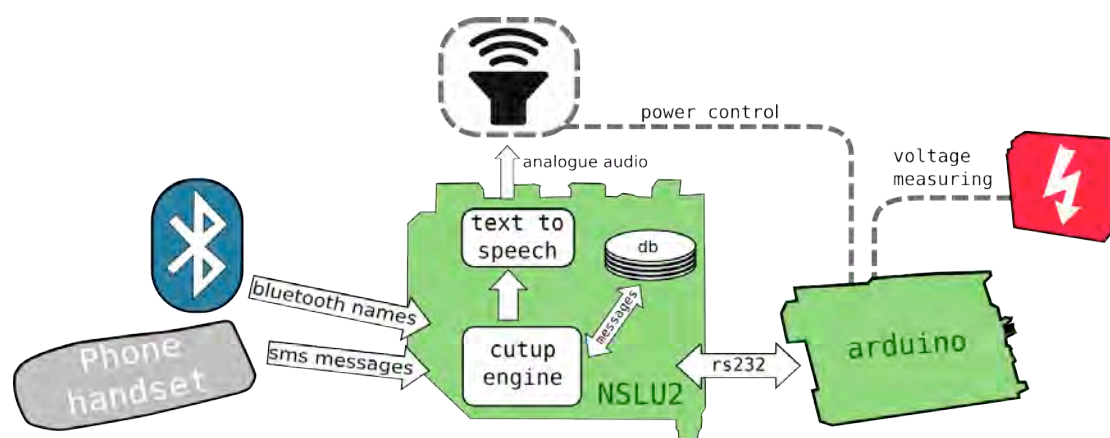 power control
analogue audio
voltage
measuring
text to
speech
db
bluetooth names
messages
Phone
handset
sms messages
cutup
engine
NSLU2
rs232
arduino